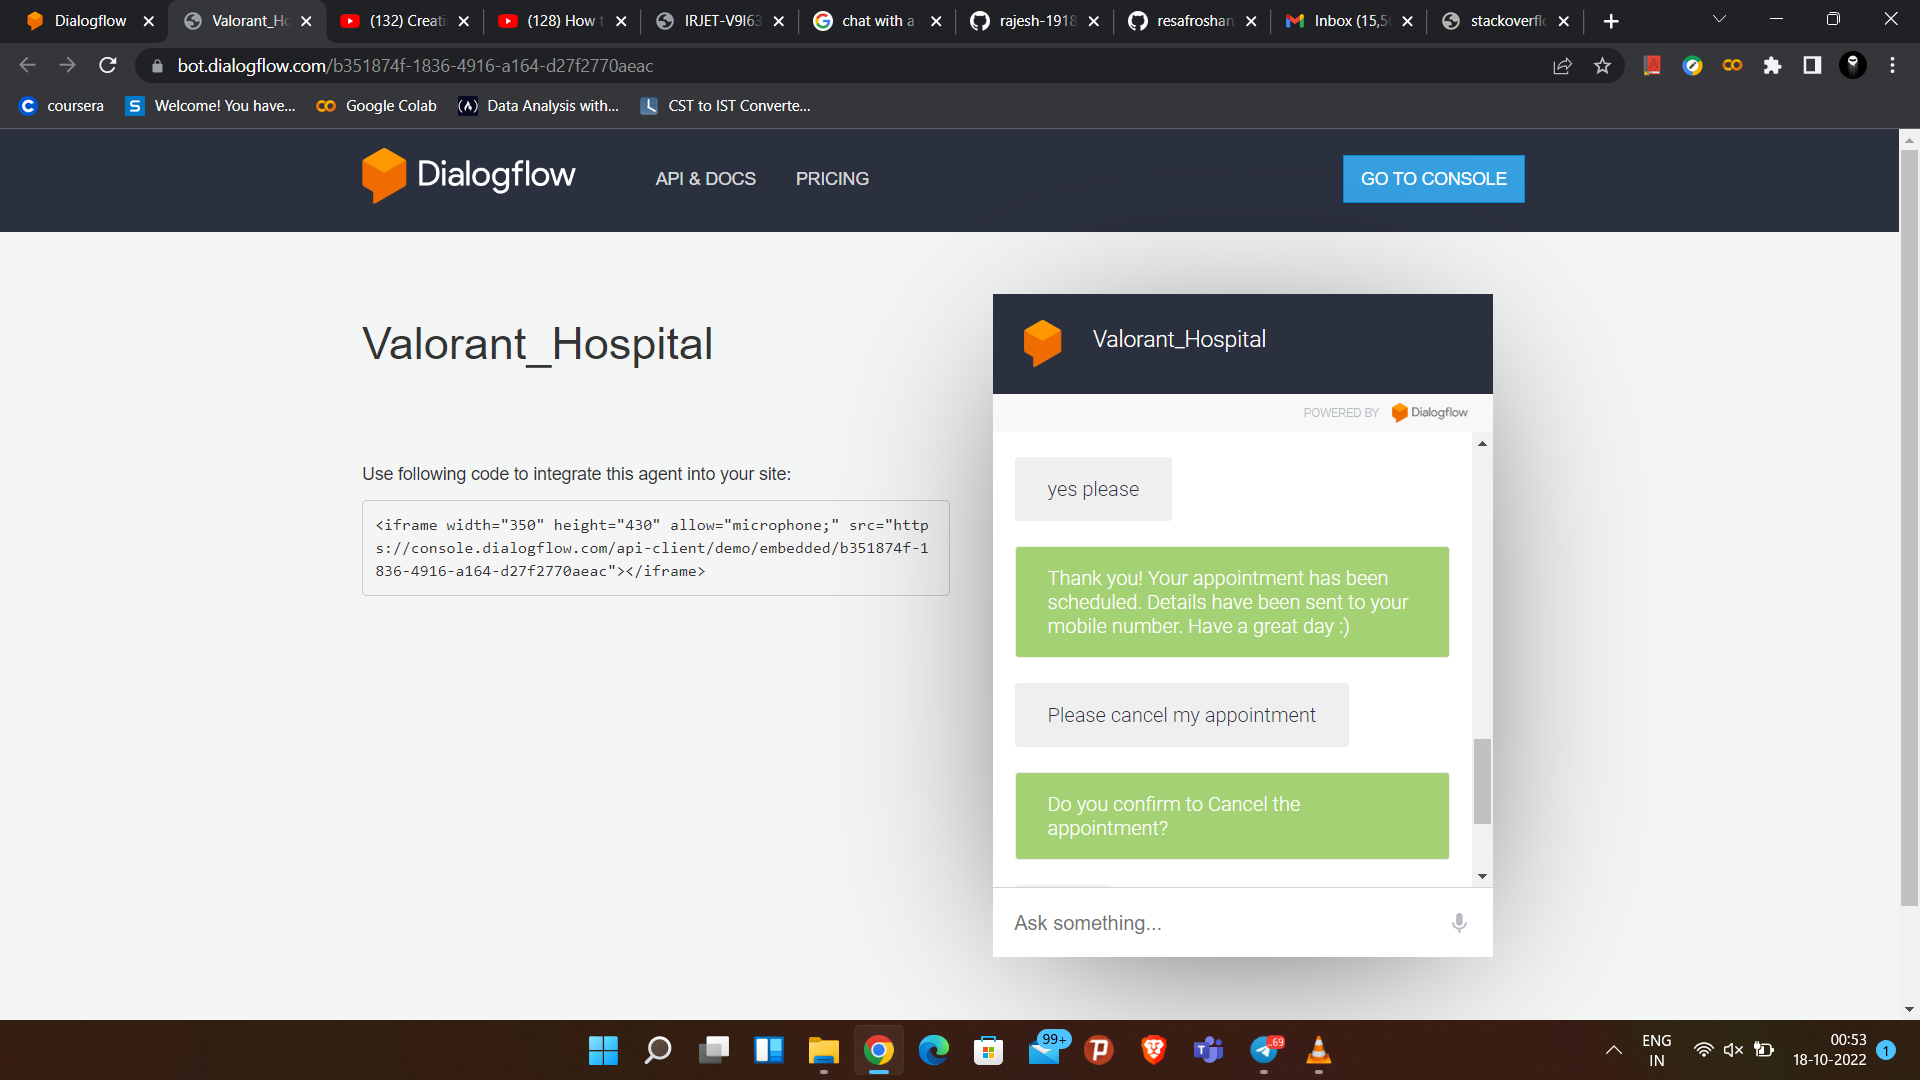 Dialogflow
Valorant_Ho
(132) Creati
(128) How t
IRJET-V9I63
chat with a
rajesh-1918
resafroshan
Inbox (15,56
stackoverflo
bot.dialogflow.com/b351874f-1836-4916-a164-d27f2770aeac
coursera
Welcome! You have...
Google Colab
Data Analysis with...
CST to IST Converte...
Dialogflow
API & DOCS
PRICING
GO TO CONSOLE
Valorant_Hospital
Use following code to integrate this agent into your site:
<iframe width="350" height="430" allow="microphone;" src="http
s://console.dialogflow.com/api-client/demo/embedded/b351874f-1
836-4916-a164-d27f2770aeac"></iframe>
Valorant_Hospital
POWERED BY Dialogflow
yes please
Thank you! Your appointment has been
scheduled. Details have been sent to your
mobile number. Have a great day :)
Please cancel my appointment
Do you confirm to Cancel the
appointment?
Ask something...
99+
.69
ENG
IN
00:53
18-10-2022
1